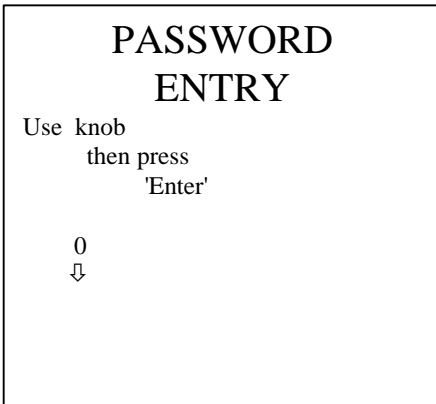 PASSWORD
ENTRY
Use knob
then press
'Enter'
0
⇩